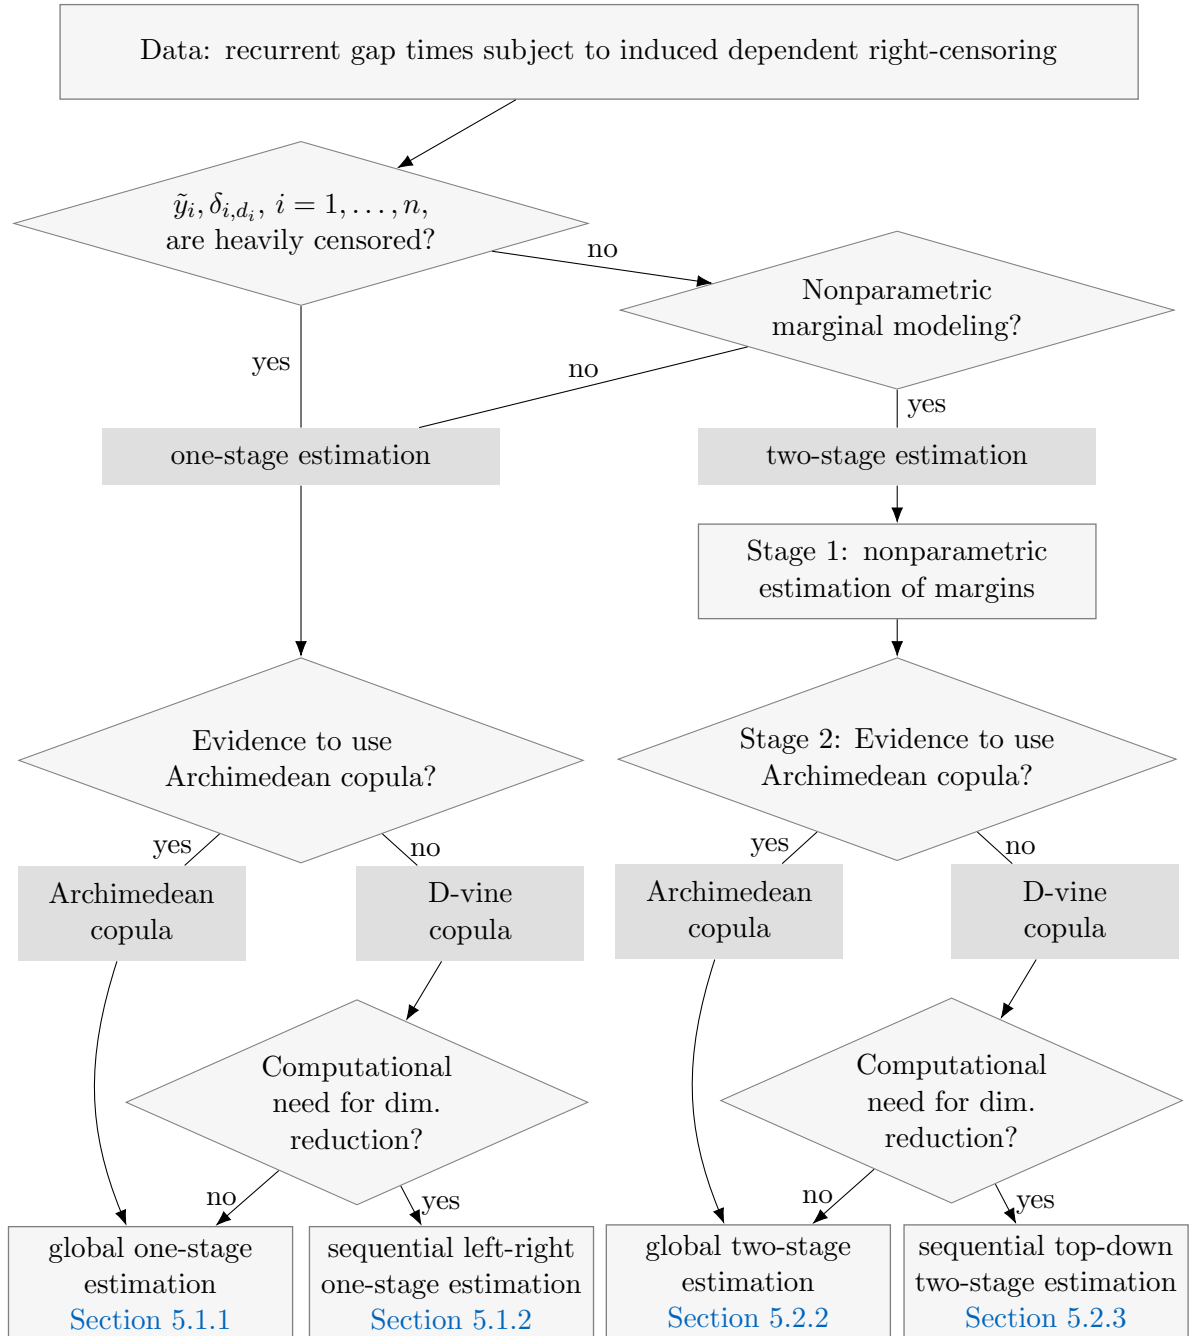 Data: recurrent gap times subject to induced dependent right-censoring
ỹᵢ, δ_{i,dᵢ}, i = 1, . . . , n,
are heavily censored?
no
Nonparametric
marginal modeling?
yes
no
yes
one-stage estimation
two-stage estimation
Stage 1: nonparametric
estimation of margins
Evidence to use
Archimedean copula?
Stage 2: Evidence to use
Archimedean copula?
yes
no
yes
no
Archimedean
copula
D-vine
copula
Archimedean
copula
D-vine
copula
Computational
need for dim.
reduction?
Computational
need for dim.
reduction?
no
yes
no
yes
global one-stage
estimation
Section 5.1.1
sequential left-right
one-stage estimation
Section 5.1.2
global two-stage
estimation
Section 5.2.2
sequential top-down
two-stage estimation
Section 5.2.3